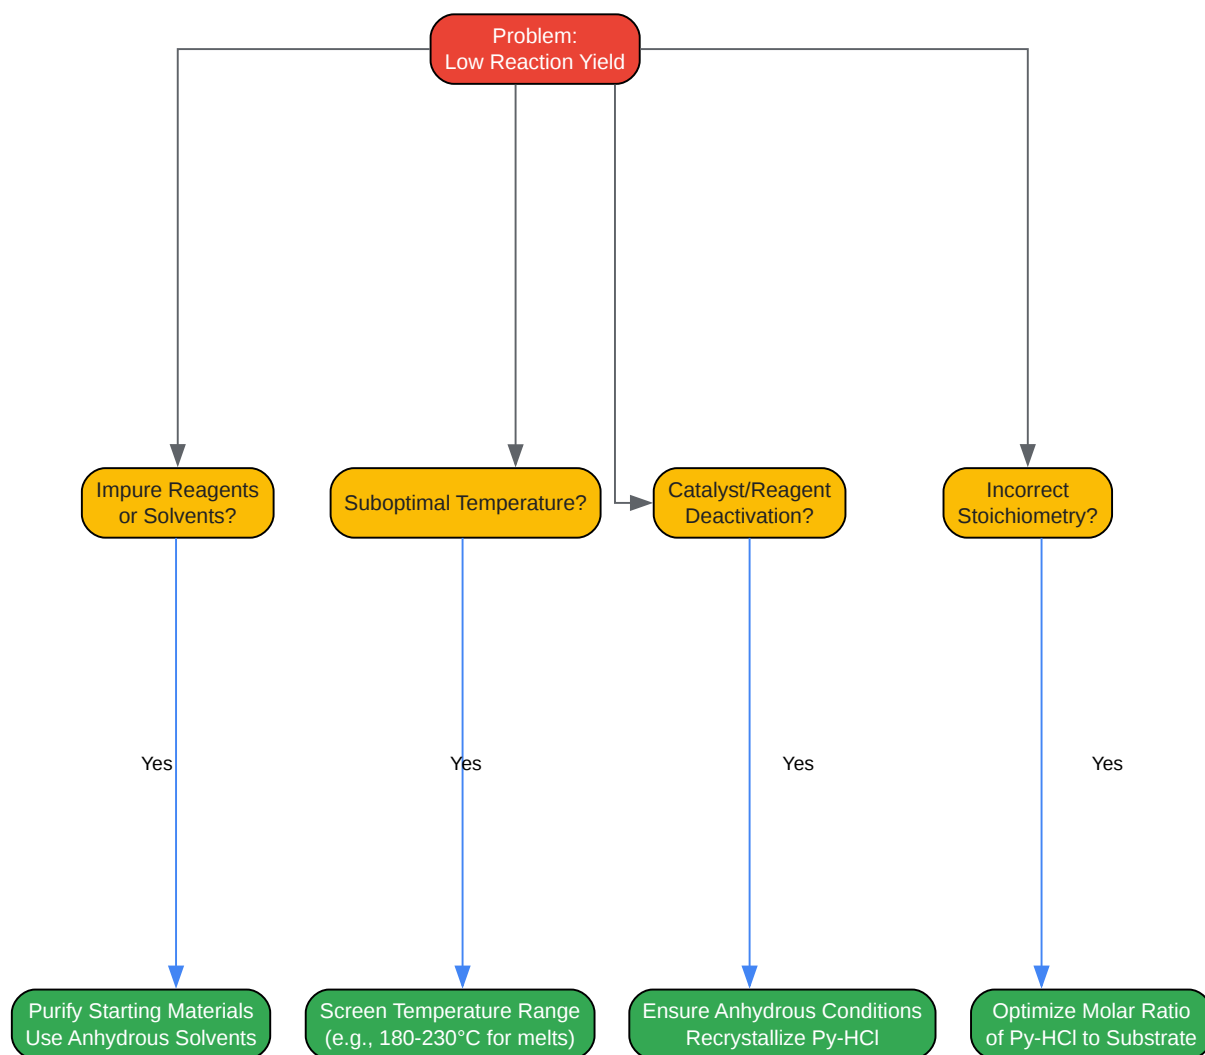 Problem:
Low Reaction Yield
Impure Reagents
or Solvents?
Suboptimal Temperature?
Catalyst/Reagent
Deactivation?
Incorrect
Stoichiometry?
Yes
Yes
Yes
Yes
Purify Starting Materials
Use Anhydrous Solvents
Screen Temperature Range
(e.g., 180-230°C for melts)
Ensure Anhydrous Conditions
Recrystallize Py-HCl
Optimize Molar Ratio
of Py-HCl to Substrate